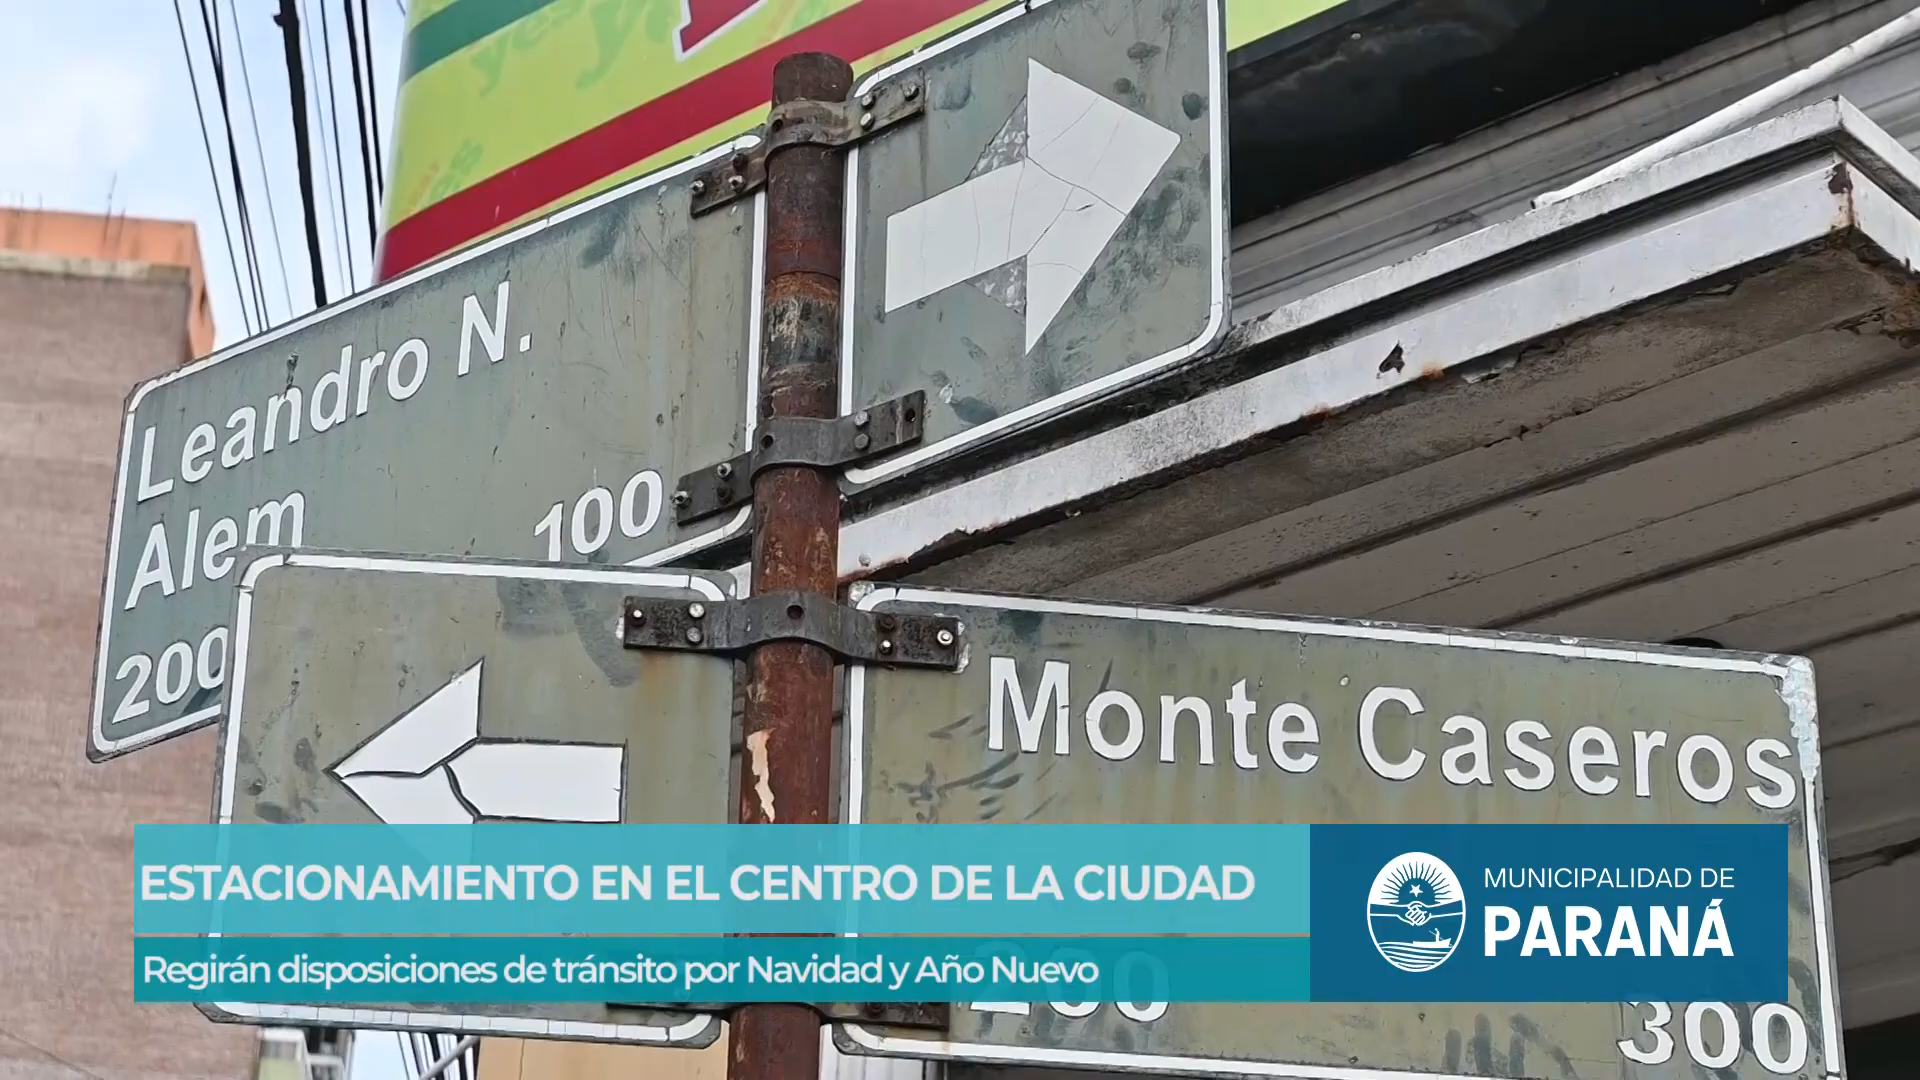 Leandro N.
Alem
100
200
Monte Caseros
200
300
ESTACIONAMIENTO EN EL CENTRO DE LA CIUDAD
Regirán disposiciones de tránsito por Navidad y Año Nuevo
MUNICIPALIDAD DE
PARANÁ